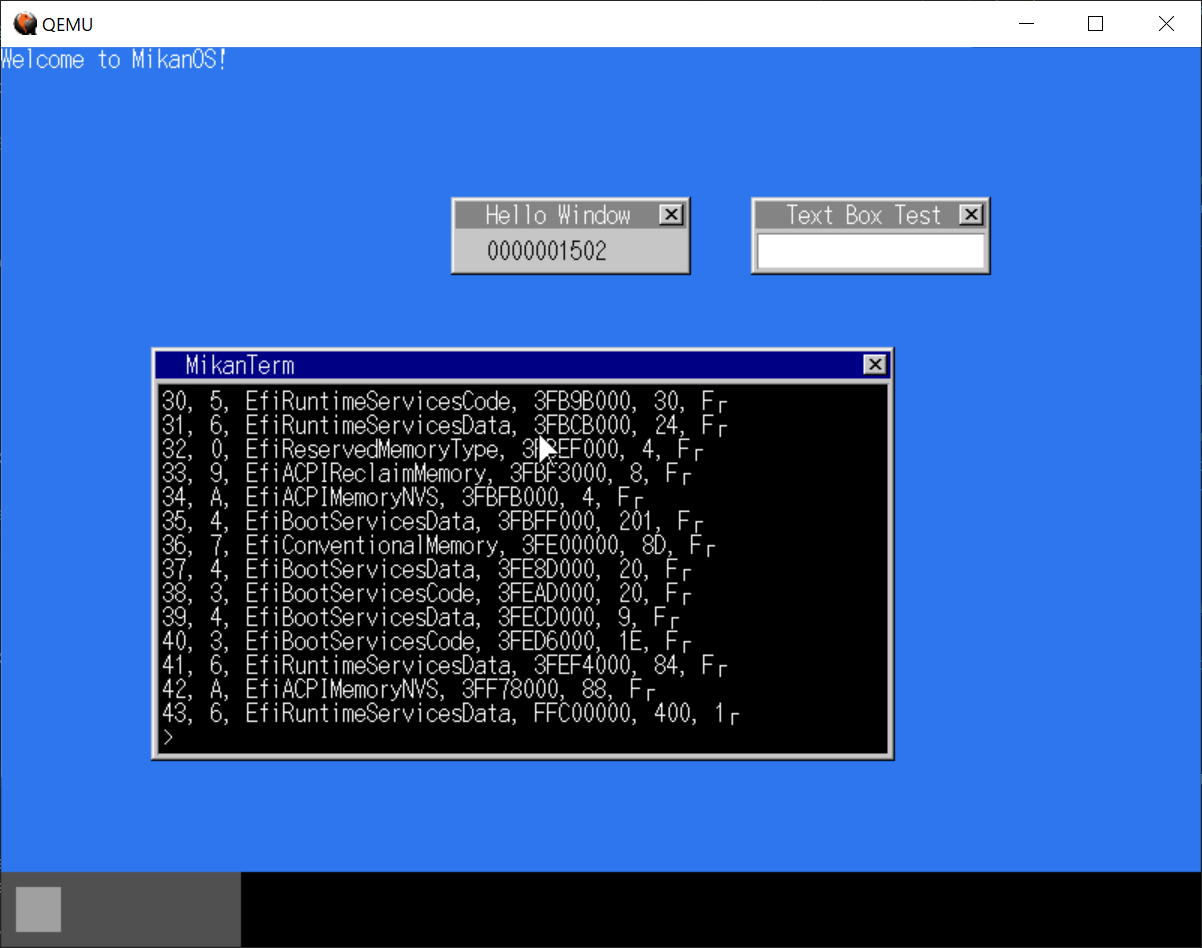 QEMU
Welcome to MikanOS!
Hello Window
0000001502
Text Box Test
MikanTerm
30, 5, EfiRuntimeServicesCode, 3FB9B000, 30, F┌
31, 6, EfiRuntimeServicesData, 3FBCB000, 24, F┌
32, 0, EfiReservedMemoryType, 4, F┌
33, 9, EfiACPIReclaimMemory, 3FBF3000, 8, F┌
34, A, EfiACPIMemoryNVS, 3FBFB000, 4, F┌
35, 4, EfiBootServicesData, 3FBFF000, 201, F┌
36, 7, EfiConventionalMemory, 3FE00000, 8D, F┌
37, 4, EfiBootServicesData, 3FE8D000, 20, F┌
38, 3, EfiBootServicesCode, 3FEAD000, 20, F┌
39, 4, EfiBootServicesData, 3FECD000, 9, F┌
40, 3, EfiBootServicesCode, 3FED6000, 1E, F┌
41, 6, EfiRuntimeServicesData, 3FEF4000, 84, F┌
42, A, EfiACPIMemoryNVS, 3FF78000, 88, F┌
43, 6, EfiRuntimeServicesData, FFC00000, 400, 1┌
>